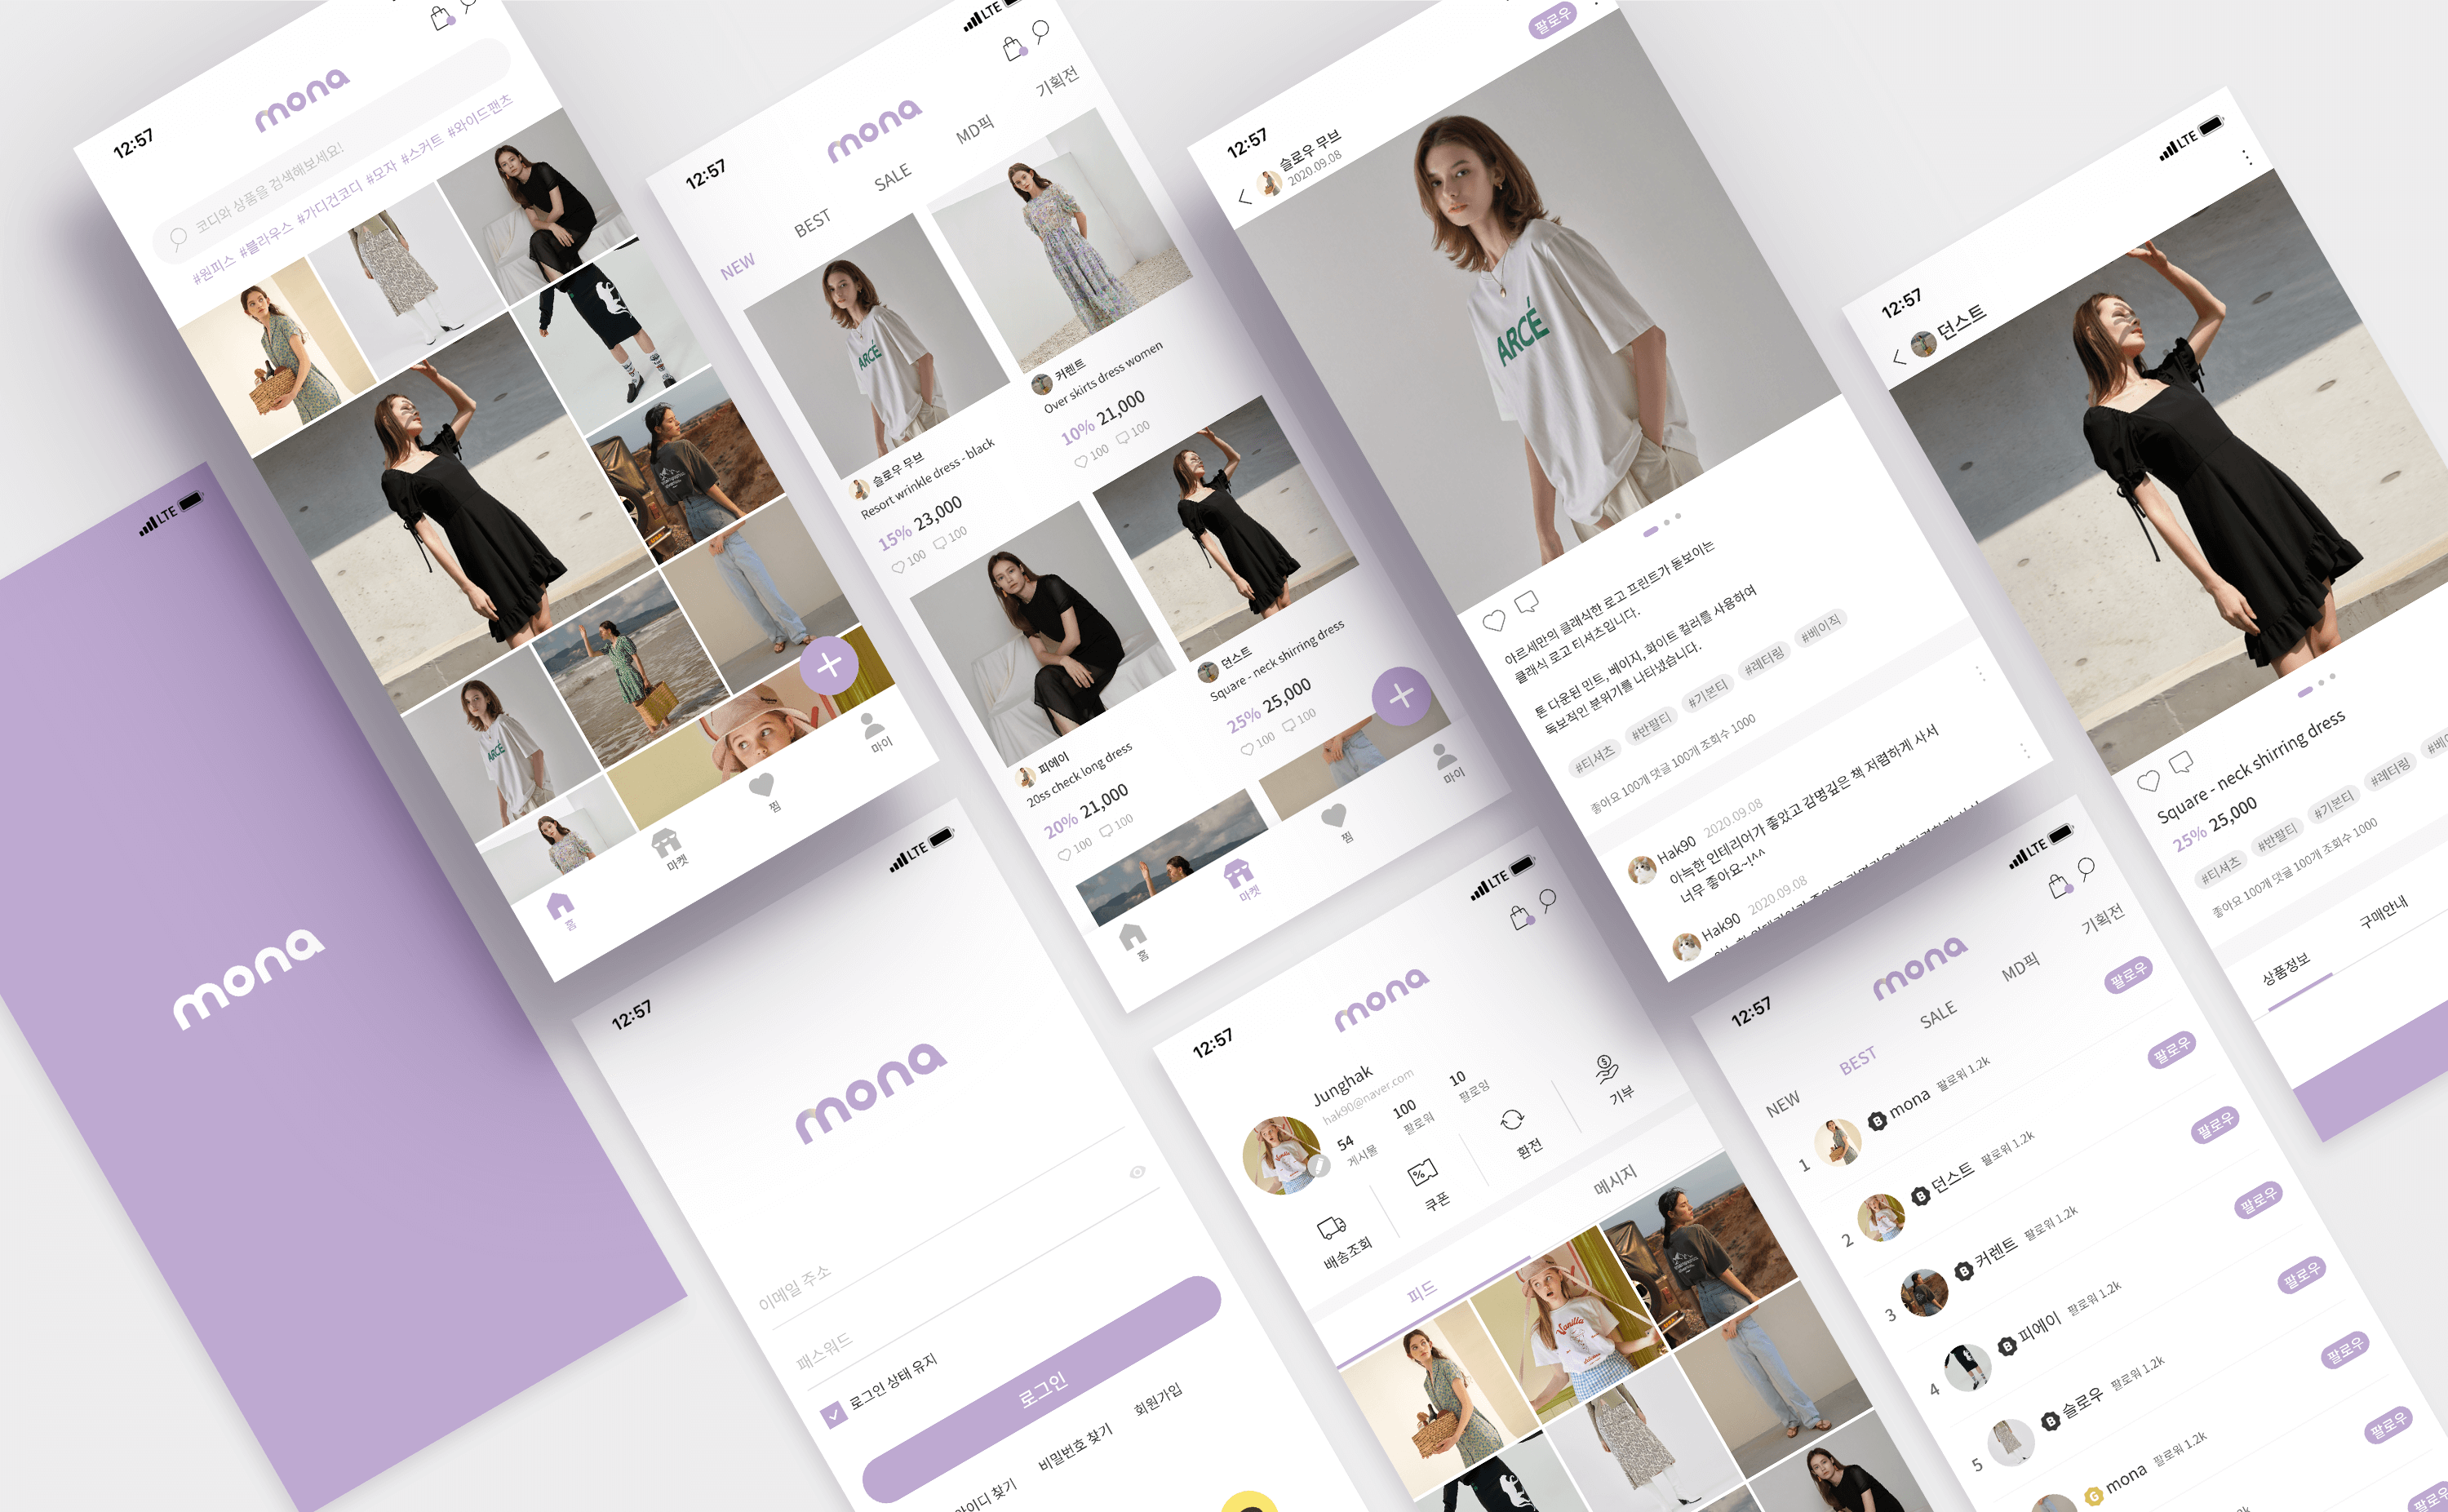 LTE
mona
12:57
mona
코디와 상품을 검색해보세요!
#원피스 #블라우스 #가디건코디 #모자 #스커트 #와이드팬츠
ARCÉ
홈
마켓
찜
마이
LTE
12:57
mona
NEW
BEST
SALE
MD픽
기획전
ARCÉ
슬로우 무브
Resort wrinkle dress - black
15% 23,000
100 100
커렌트
Over skirts dress women
10% 21,000
100 100
피에이
20ss check long dress
20% 21,000
100 100
던스트
Square - neck shirring dress
25% 25,000
100 100
홈
마켓
찜
마이
12:57
슬로우 무브
2020.09.08
팔로우
ARCÉ
아르세만의 클래식한 로고 프린트가 돋보이는
클래식 로고 티셔츠입니다.
톤 다운된 민트, 베이지, 화이트 컬러를 사용하여
독보적인 분위기를 나타냈습니다.
#티셔츠 #반팔티 #기본티 #레터링 #베이직
좋아요 100개 댓글 100개 조회수 1000
Hak90 2020.09.08
아늑한 인테리어가 좋았고 감명깊은 책 저렴하게 사서
너무 좋아요~!^^
Hak90 2020.09.08
LTE
12:57
던스트
Square - neck shirring dress
25% 25,000
#티셔츠 #반팔티 #기본티 #레터링
좋아요 100개 댓글 100개 조회수 1000
상품정보
구매안내
LTE
12:57
mona
이메일 주소
패스워드
로그인 상태 유지
로그인
아이디 찾기
비밀번호 찾기
회원가입
LTE
12:57
mona
Junghak
hak90@naver.com
54
게시물
100
팔로워
10
팔로잉
배송조회
쿠폰
환전
기부
피드
메시지
Vanilla
LTE
12:57
mona
NEW
BEST
SALE
MD픽
기획전
1 B mona 팔로워 1.2k 팔로우
2 B 던스트 팔로워 1.2k 팔로우
3 B 커렌트 팔로워 1.2k 팔로우
4 B 피에이 팔로워 1.2k 팔로우
5 B 슬로우 팔로워 1.2k 팔로우
G mona 팔로워 1.2k 팔로우
팔로우